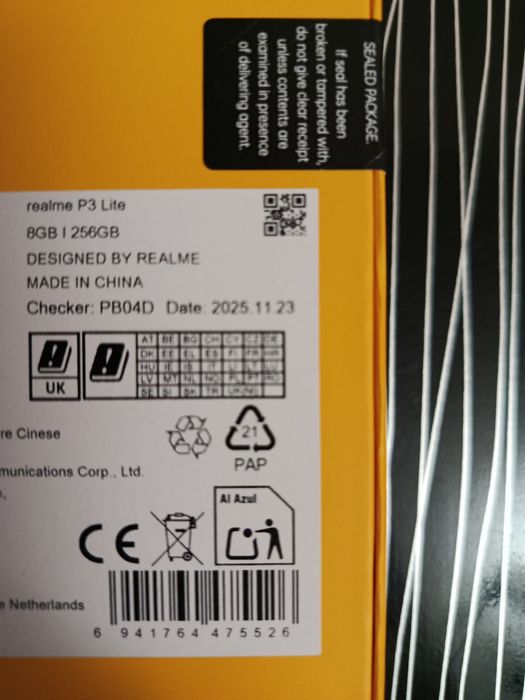 SEALED PACKAGE.
If seal has been
broken or tampered with,
do not give clear receipt
unless contents are
examined in presence
of delivering agent.
realme P3 Lite
8GB | 256GB
DESIGNED BY REALME
MADE IN CHINA
Checker: PB04D Date: 2025.11.23
UK
AT BE BG CH CY CZ DE
DK EE EL ES FI FR HR
HU IE IS
LV MT NL NO PL PT RO
SE SI SK TR UK(NI)
re Cinese
21
PAP
munications Corp., Ltd.
Al Azul
CE
e Netherlands
6 941764 475526